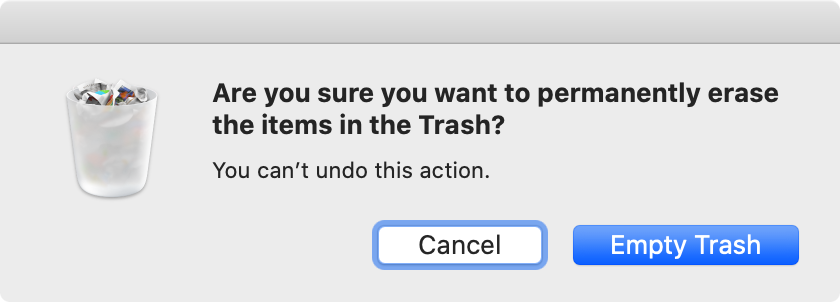 Are you sure you want to permanently erase
the items in the Trash?
You can’t undo this action.
Cancel
Empty Trash